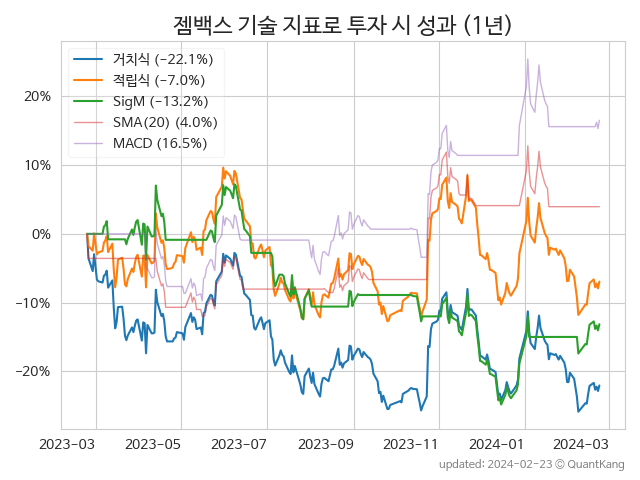 젬백스 기술 지표로 투자 시 성과 (1년)
거치식 (-22.1%)
적립식 (-7.0%)
SigM (-13.2%)
SMA(20) (4.0%)
MACD (16.5%)
20%
10%
0%
-10%
-20%
2023-03 2023-05 2023-07 2023-09 2023-11 2024-01 2024-03
updated: 2024-02-23 © QuantKang